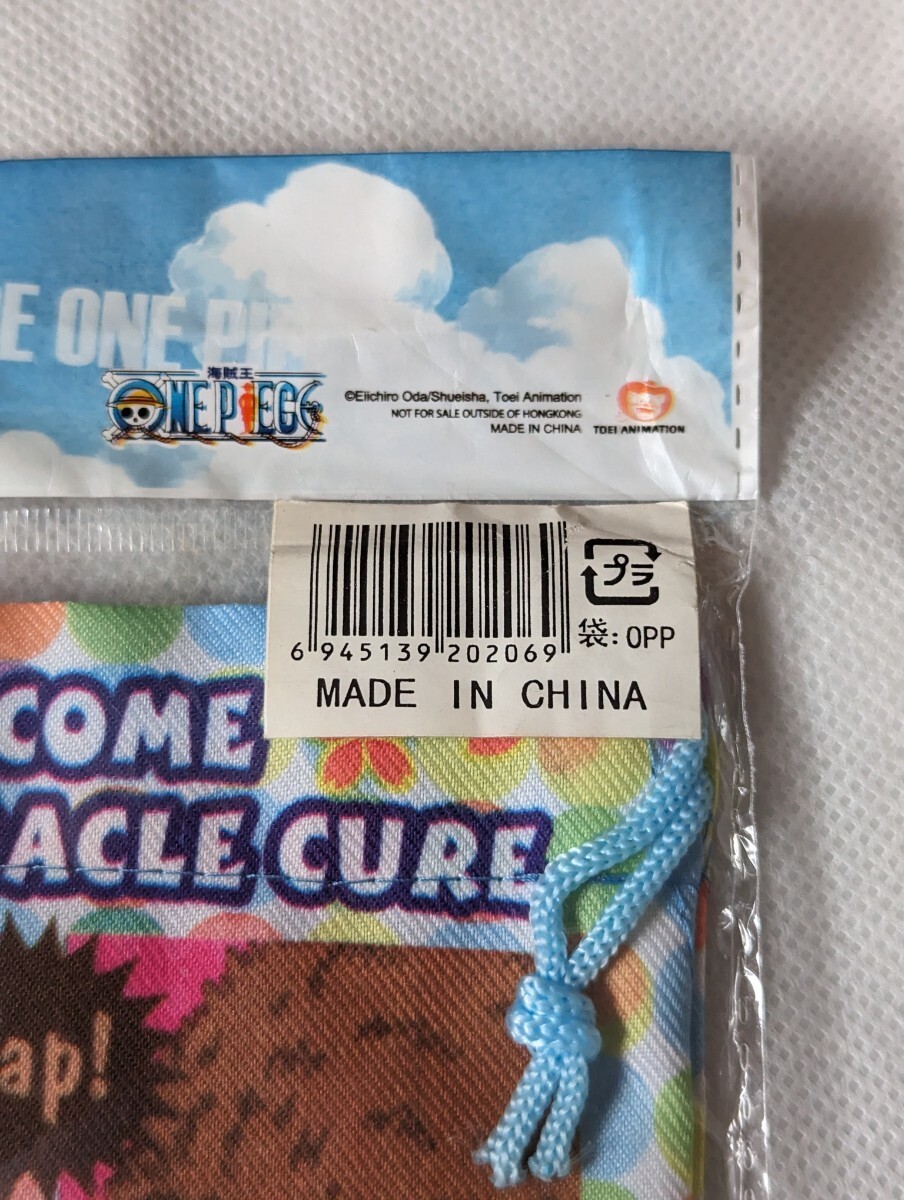 E ONE PI
海賊王
ONE PIECE
©Eiichiro Oda/Shueisha, Toei Animation
NOT FOR SALE OUTSIDE OF HONGKONG
MADE IN CHINA
TOEI ANIMATION
6 945139 202069
プラ
袋:OPP
MADE IN CHINA
COME
ACLE CURE
ap!